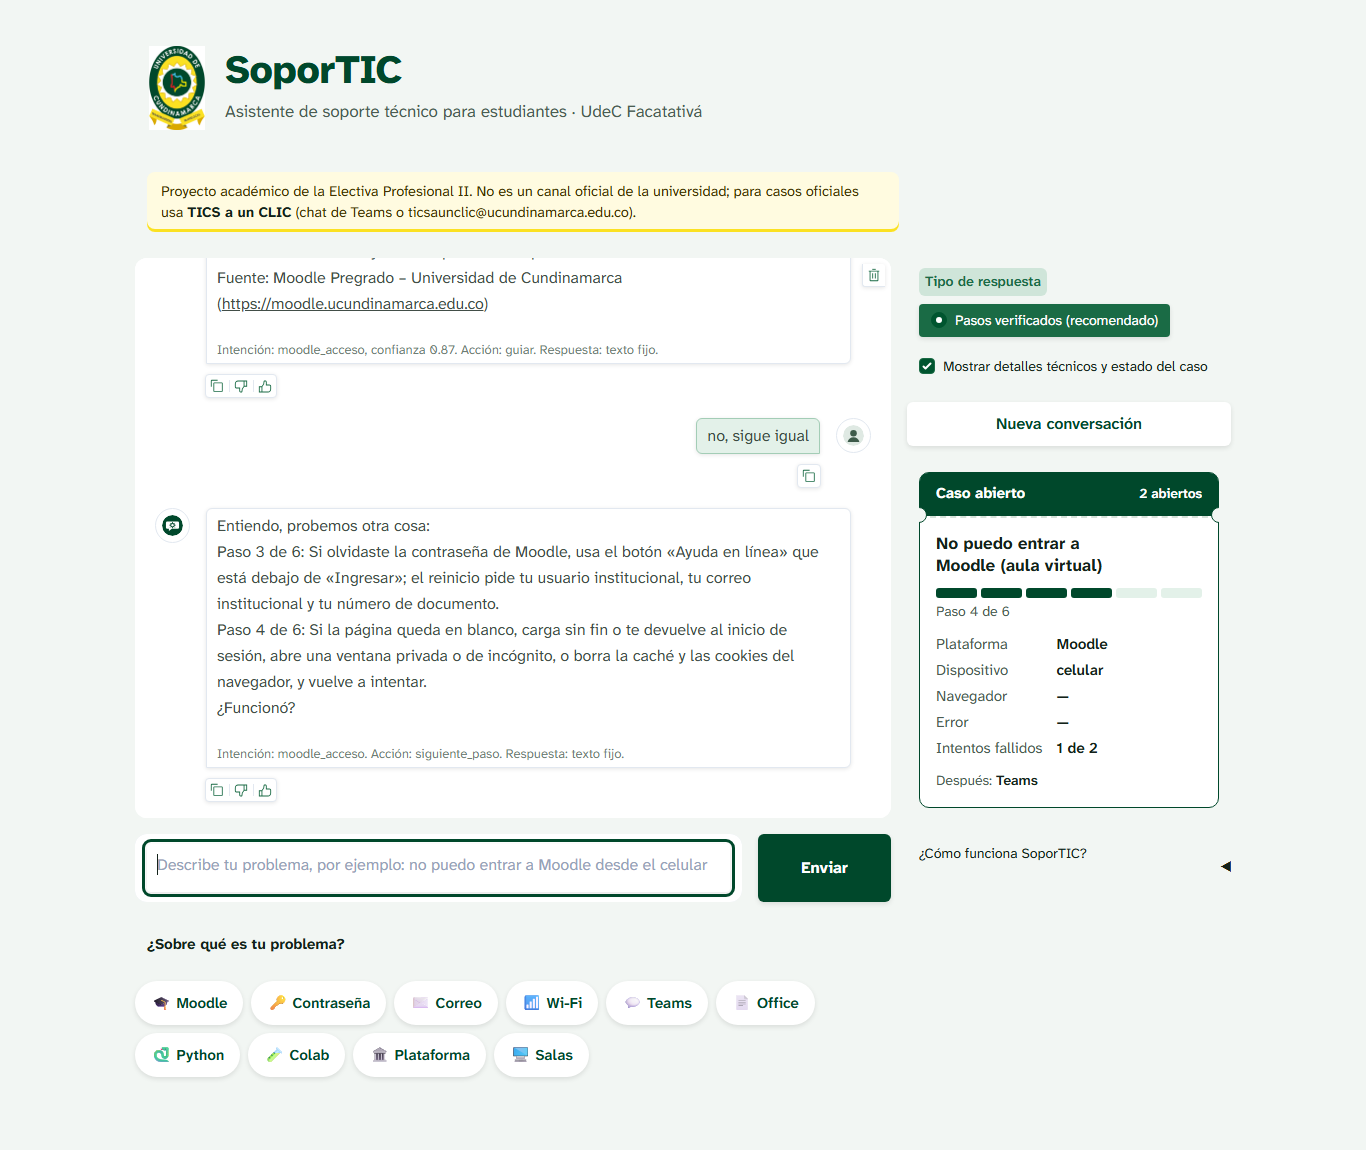 UNIVERSIDAD DE
CUNDINAMARCA
SoporTIC
Asistente de soporte técnico para estudiantes · UdeC Facatativá
Proyecto académico de la Electiva Profesional II. No es un canal oficial de la universidad; para casos oficiales
usa TICS a un CLIC (chat de Teams o ticsaunclic@ucundinamarca.edu.co).
Fuente: Moodle Pregrado – Universidad de Cundinamarca
(https://moodle.ucundinamarca.edu.co)
Intención: moodle_acceso, confianza 0.87. Acción: guiar. Respuesta: texto fijo.
no, sigue igual
Entiendo, probemos otra cosa:
Paso 3 de 6: Si olvidaste la contraseña de Moodle, usa el botón «Ayuda en línea» que
está debajo de «Ingresar»; el reinicio pide tu usuario institucional, tu correo
institucional y tu número de documento.
Paso 4 de 6: Si la página queda en blanco, carga sin fin o te devuelve al inicio de
sesión, abre una ventana privada o de incógnito, o borra la caché y las cookies del
navegador, y vuelve a intentar.
¿Funcionó?
Intención: moodle_acceso. Acción: siguiente_paso. Respuesta: texto fijo.
Describe tu problema, por ejemplo: no puedo entrar a Moodle desde el celular
Enviar
¿Sobre qué es tu problema?
Moodle
Contraseña
Correo
Wi-Fi
Teams
Office
Python
Colab
Plataforma
Salas
Tipo de respuesta
Pasos verificados (recomendado)
Mostrar detalles técnicos y estado del caso
Nueva conversación
Caso abierto 2 abiertos
No puedo entrar a
Moodle (aula virtual)
Paso 4 de 6
Plataforma Moodle
Dispositivo celular
Navegador —
Error —
Intentos fallidos 1 de 2
Después: Teams
¿Cómo funciona SoporTIC?